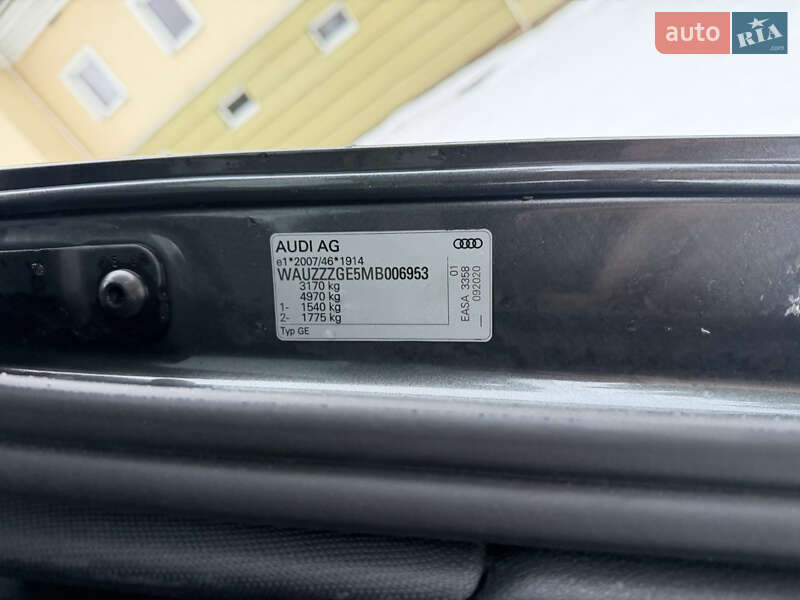 auto RIA
.com
AUDI AG
e1*2007/46*1914
WAUZZZGE5MB006953
3170 kg
4970 kg
1- 1540 kg
2- 1775 kg
Typ GE
EASA 3358 01
092020